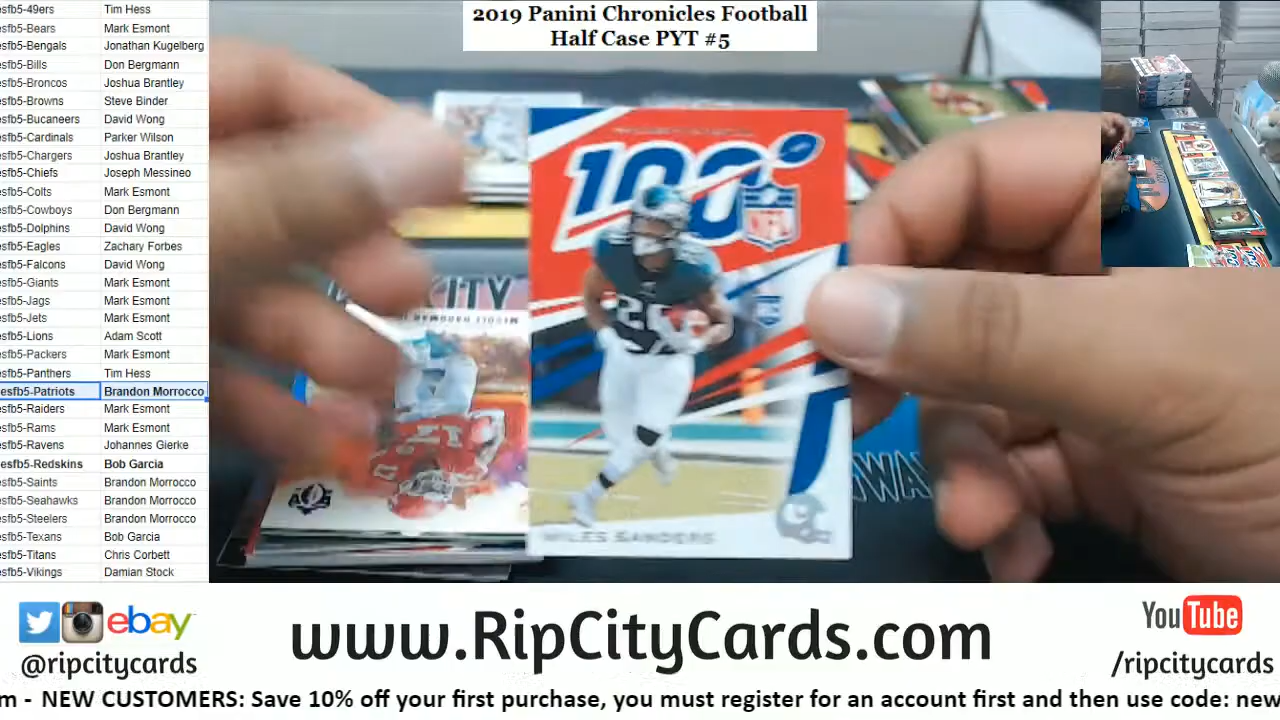 2019 Panini Chronicles Football
Half Case PYT #5
esfb5-49ers Tim Hess
esfb5-Bears Mark Esmont
esfb5-Bengals Jonathan Kugelberg
esfb5-Bills Don Bergmann
esfb5-Broncos Joshua Brantley
esfb5-Browns Steve Binder
esfb5-Bucaneers David Wong
esfb5-Cardinals Parker Wilson
esfb5-Chargers Joshua Brantley
esfb5-Chiefs Joseph Messineo
esfb5-Colts Mark Esmont
esfb5-Cowboys Don Bergmann
esfb5-Dolphins David Wong
esfb5-Eagles Zachary Forbes
esfb5-Falcons David Wong
esfb5-Giants Mark Esmont
esfb5-Jags Mark Esmont
esfb5-Jets Mark Esmont
esfb5-Lions Adam Scott
esfb5-Packers Mark Esmont
esfb5-Panthers Tim Hess
esfb5-Patriots Brandon Morrocco
esfb5-Raiders Mark Esmont
esfb5-Rams Mark Esmont
esfb5-Ravens Johannes Gierke
esfb5-Redskins Bob Garcia
esfb5-Saints Brandon Morrocco
esfb5-Seahawks Brandon Morrocco
esfb5-Steelers Brandon Morrocco
esfb5-Texans Bob Garcia
esfb5-Titans Chris Corbett
esfb5-Vikings Damian Stock
100
NFL
MILES SANDERS
CITY
ebay
@ripcitycards
www.RipCityCards.com
YouTube
/ripcitycards
m - NEW CUSTOMERS: Save 10% off your first purchase, you must register for an account first and then use code: new